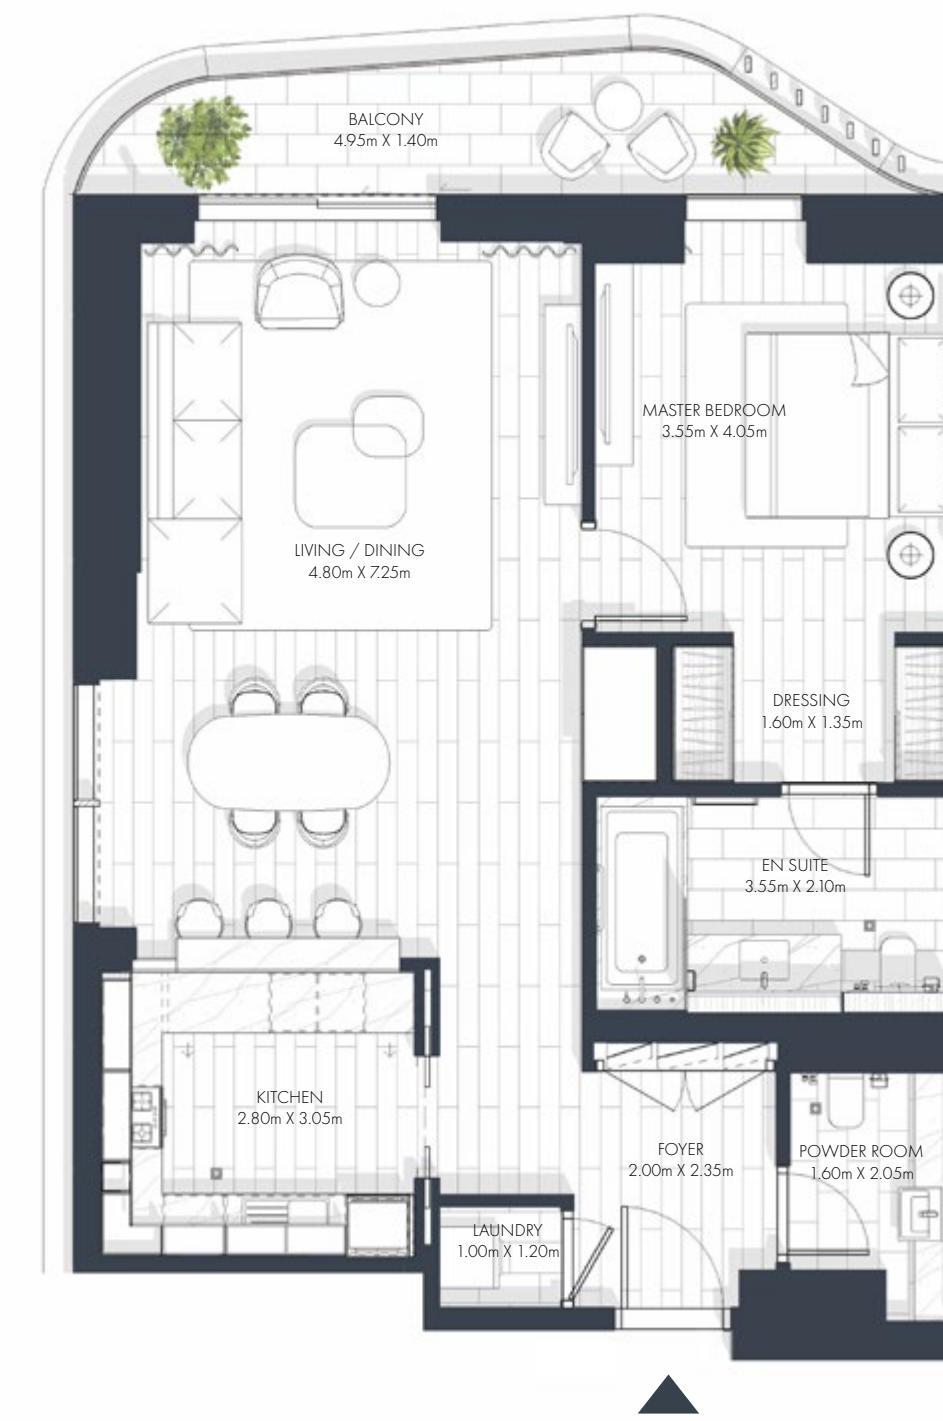 BALCONY
4.95m X 1.40m
MASTER BEDROOM
3.55m X 4.05m
LIVING / DINING
4.80m X 7.25m
DRESSING
1.60m X 1.35m
EN SUITE
3.55m X 2.10m
KITCHEN
2.80m X 3.05m
FOYER
2.00m X 2.35m
POWDER ROOM
1.60m X 2.05m
LAUNDRY
1.00m X 1.20m